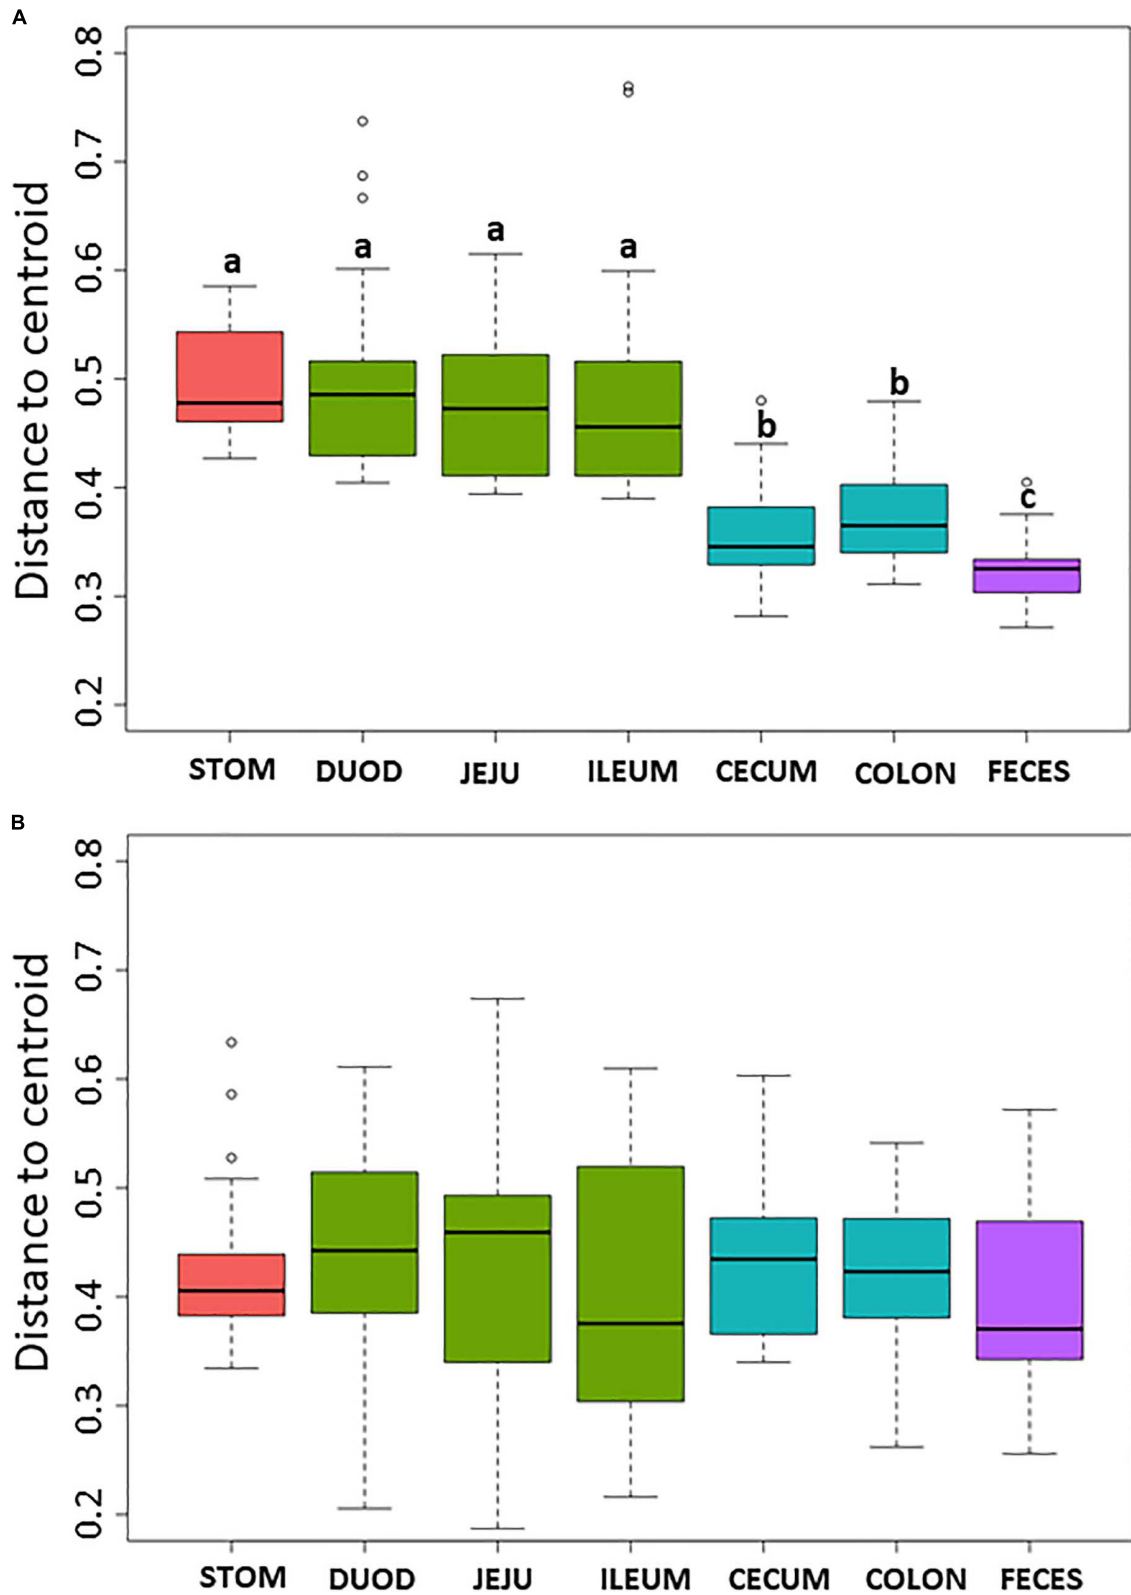 A
0.8
0.7
0.6
0.5
0.4
0.3
0.2
Distance to centroid
a a a a b b c
STOM DUOD JEJU ILEUM CECUM COLON FECES
B
0.8
0.7
0.6
0.5
0.4
0.3
0.2
Distance to centroid
STOM DUOD JEJU ILEUM CECUM COLON FECES